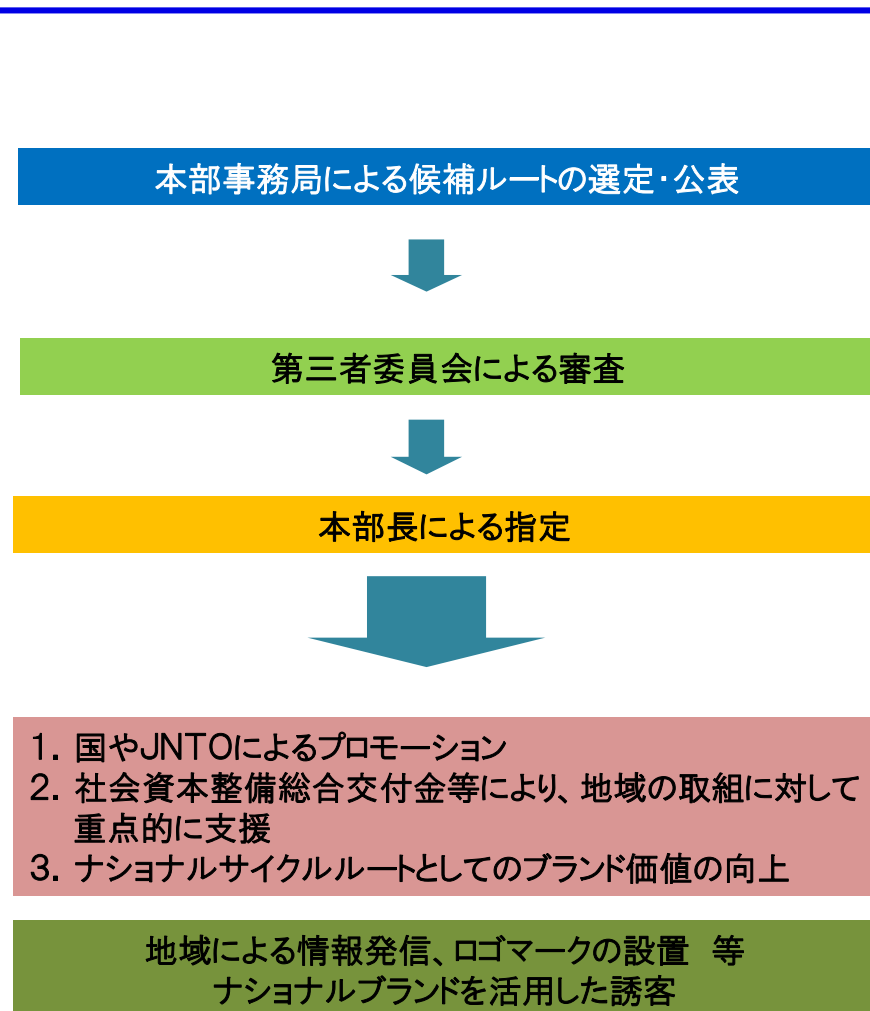 本部事務局による候補ルートの選定・公表
第三者委員会による審査
本部長による指定
1. 国やJNTOによるプロモーション
2. 社会資本整備総合交付金等により、地域の取組に対して
重点的に支援
3. ナショナルサイクルルートとしてのブランド価値の向上
地域による情報発信、ロゴマークの設置　等
ナショナルブランドを活用した誘客